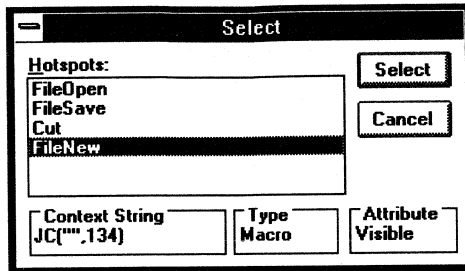 Select
Hotspots:
FileOpen
FileSave
Cut
FileNew
Select
Cancel
Context String
JC("",134)
Type
Macro
Attribute
Visible